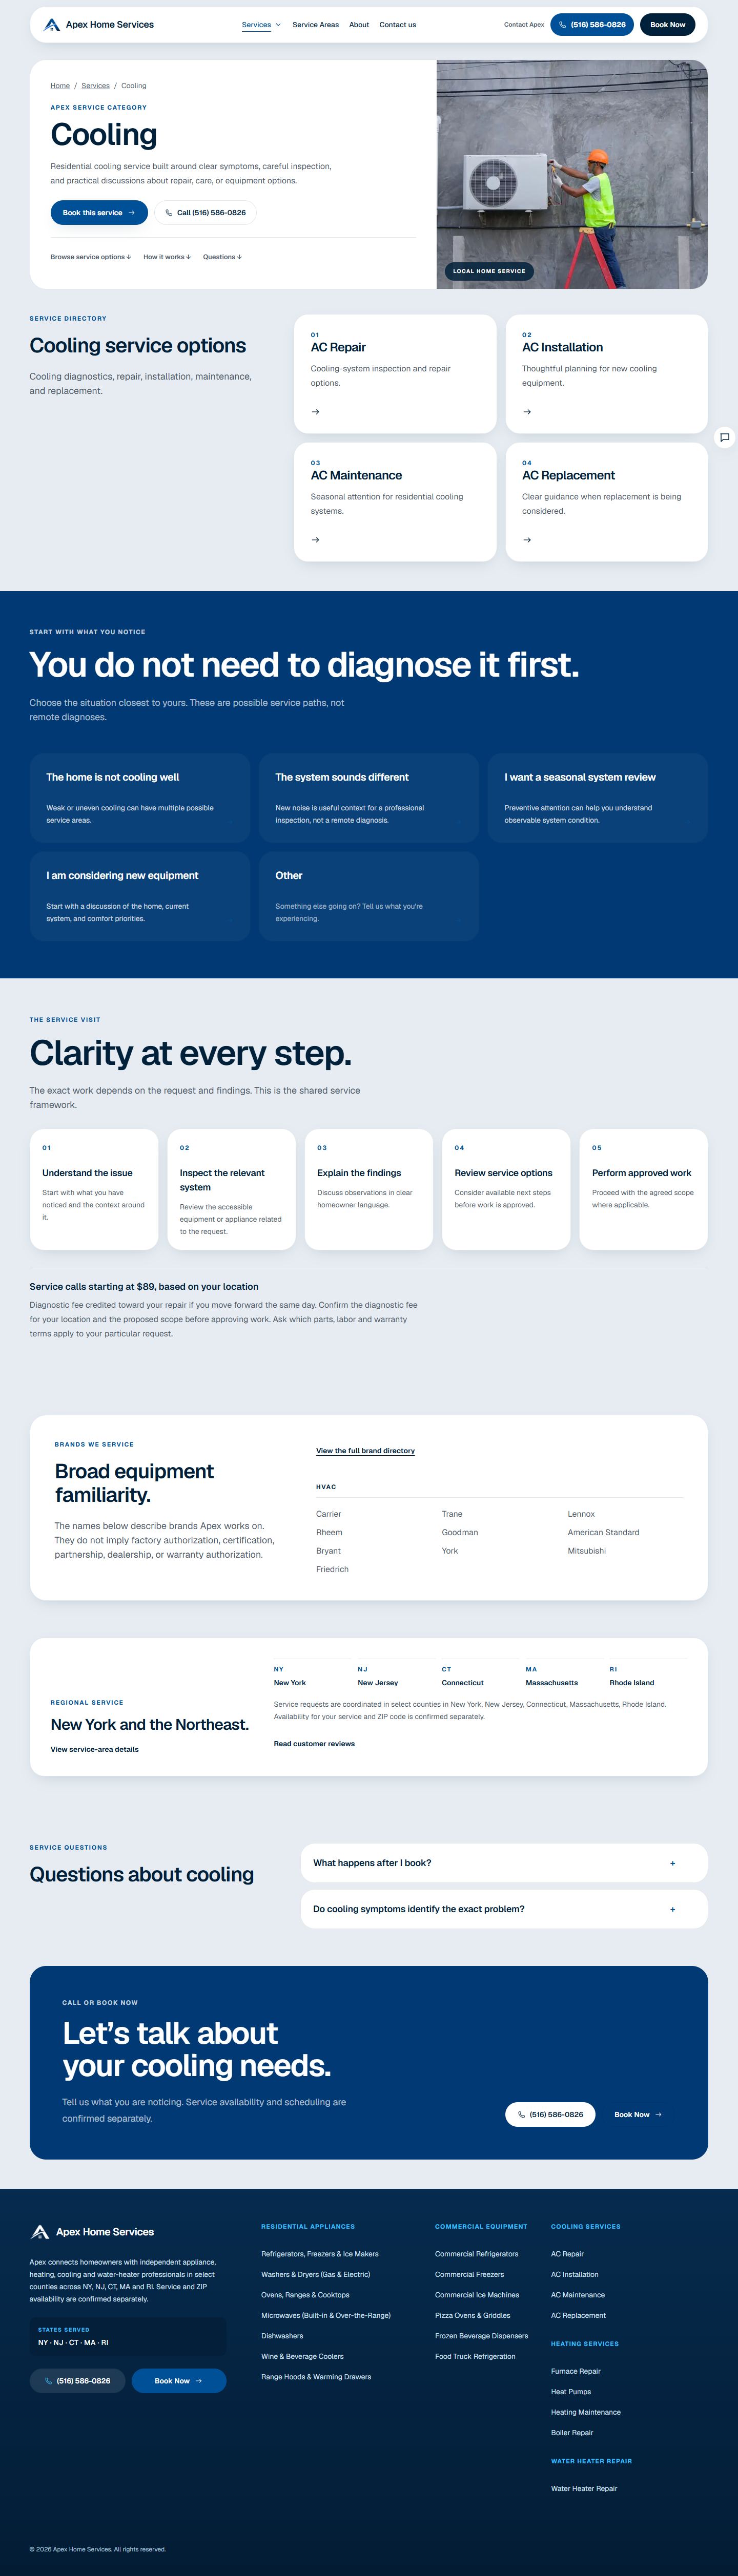 Apex Home Services
Services
Service Areas
About
Contact us
Contact Apex
(516) 586-0826
Book Now
Home / Services / Cooling
APEX SERVICE CATEGORY
Cooling
Residential cooling service built around clear symptoms, careful inspection,
and practical discussions about repair, care, or equipment options.
Book this service →
Call (516) 586-0826
Browse service options ↓
How it works ↓
Questions ↓
LOCAL HOME SERVICE
SERVICE DIRECTORY
Cooling service options
Cooling diagnostics, repair, installation, maintenance,
and replacement.
01
AC Repair
Cooling-system inspection and repair
options.
→
02
AC Installation
Thoughtful planning for new cooling
equipment.
→
03
AC Maintenance
Seasonal attention for residential cooling
systems.
→
04
AC Replacement
Clear guidance when replacement is being
considered.
→
START WITH WHAT YOU NOTICE
You do not need to diagnose it first.
Choose the situation closest to yours. These are possible service paths, not
remote diagnoses.
The home is not cooling well
Weak or uneven cooling can have multiple possible
service areas.
The system sounds different
New noise is useful context for a professional
inspection, not a remote diagnosis.
I want a seasonal system review
Preventive attention can help you understand
observable system condition.
I am considering new equipment
Start with a discussion of the home, current
system, and comfort priorities.
Other
Something else going on? Tell us what you're
experiencing.
THE SERVICE VISIT
Clarity at every step.
The exact work depends on the request and findings. This is the shared service
framework.
01
Understand the issue
Start with what you have
noticed and the context around
it.
02
Inspect the relevant
system
Review the accessible
equipment or appliance related
to the request.
03
Explain the findings
Discuss observations in clear
homeowner language.
04
Review service options
Consider available next steps
before work is approved.
05
Perform approved work
Proceed with the agreed scope
where applicable.
Service calls starting at $89, based on your location
Diagnostic fee credited toward your repair if you move forward the same day. Confirm the diagnostic fee
for your location and the proposed scope before approving work. Ask which parts, labor and warranty
terms apply to your particular request.
BRANDS WE SERVICE
Broad equipment
familiarity.
The names below describe brands Apex works on.
They do not imply factory authorization, certification,
partnership, dealership, or warranty authorization.
View the full brand directory
HVAC
Carrier
Trane
Lennox
Rheem
Goodman
American Standard
Bryant
York
Mitsubishi
Friedrich
REGIONAL SERVICE
New York and the Northeast.
View service-area details
NY
New York
NJ
New Jersey
CT
Connecticut
MA
Massachusetts
RI
Rhode Island
Service requests are coordinated in select counties in New York, New Jersey, Connecticut, Massachusetts, Rhode Island.
Availability for your service and ZIP code is confirmed separately.
Read customer reviews
SERVICE QUESTIONS
Questions about cooling
What happens after I book? +
Do cooling symptoms identify the exact problem? +
CALL OR BOOK NOW
Let’s talk about
your cooling needs.
Tell us what you are noticing. Service availability and scheduling are
confirmed separately.
(516) 586-0826
Book Now →
Apex Home Services
Apex connects homeowners with independent appliance,
heating, cooling and water-heater professionals in select
counties across NY, NJ, CT, MA and RI. Service and ZIP
availability are confirmed separately.
STATES SERVED
NY · NJ · CT · MA · RI
(516) 586-0826
Book Now →
RESIDENTIAL APPLIANCES
Refrigerators, Freezers & Ice Makers
Washers & Dryers (Gas & Electric)
Ovens, Ranges & Cooktops
Microwaves (Built-in & Over-the-Range)
Dishwashers
Wine & Beverage Coolers
Range Hoods & Warming Drawers
COMMERCIAL EQUIPMENT
Commercial Refrigerators
Commercial Freezers
Commercial Ice Machines
Pizza Ovens & Griddles
Frozen Beverage Dispensers
Food Truck Refrigeration
COOLING SERVICES
AC Repair
AC Installation
AC Maintenance
AC Replacement
HEATING SERVICES
Furnace Repair
Heat Pumps
Heating Maintenance
Boiler Repair
WATER HEATER REPAIR
Water Heater Repair
© 2026 Apex Home Services. All rights reserved.